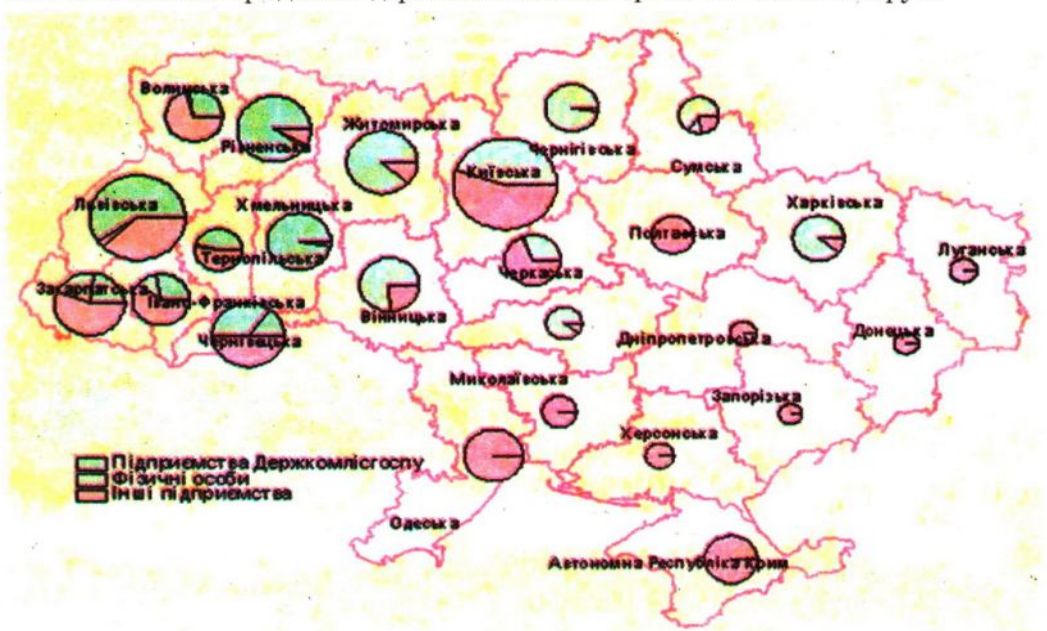 Волинська
Рівненська
Житомирська
Чернігівська
Сумська
Київська
Львівська
Хмельницька
Тернопільська
Полтавська
Харківська
Луганська
Черкаська
Закарпатська
Івано-Франківська
Вінницька
Чернівецька
Дніпропетровська
Донецька
Миколаївська
Запорізька
Херсонська
Підприємства Держкомлісгоспу
Фізичні особи
Інші підприємства
Одеська
Автономна Республіка Крим